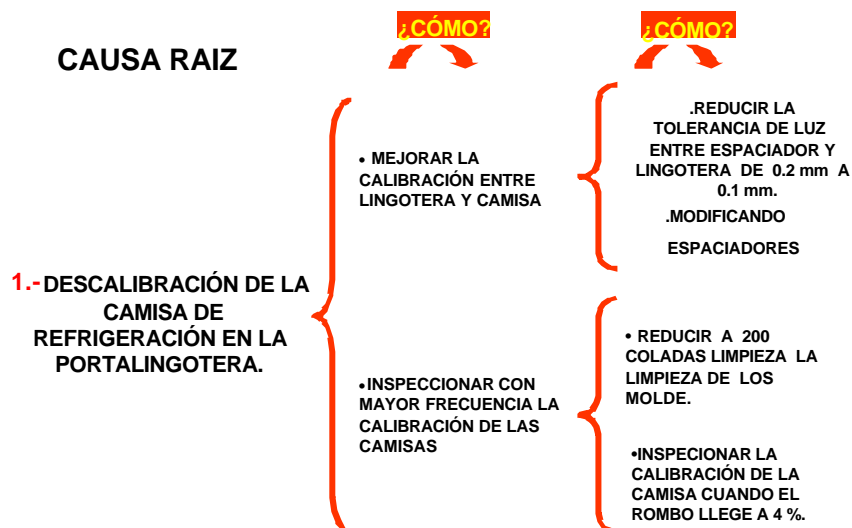 ¿CÓMO?
¿CÓMO?
CAUSA RAIZ
1.- DESCALIBRACIÓN DE LA
CAMISA DE
REFRIGERACIÓN EN LA
PORTALINGOTERA.
• MEJORAR LA
CALIBRACIÓN ENTRE
LINGOTERA Y CAMISA
.REDUCIR LA
TOLERANCIA DE LUZ
ENTRE ESPACIADOR Y
LINGOTERA DE 0.2 mm A
0.1 mm.
.MODIFICANDO
ESPACIADORES
•INSPECCIONAR CON
MAYOR FRECUENCIA LA
CALIBRACIÓN DE LAS
CAMISAS
• REDUCIR A 200
COLADAS LIMPIEZA LA
LIMPIEZA DE LOS
MOLDE.
•INSPECIONAR LA
CALIBRACIÓN DE LA
CAMISA CUANDO EL
ROMBO LLEGE A 4 %.